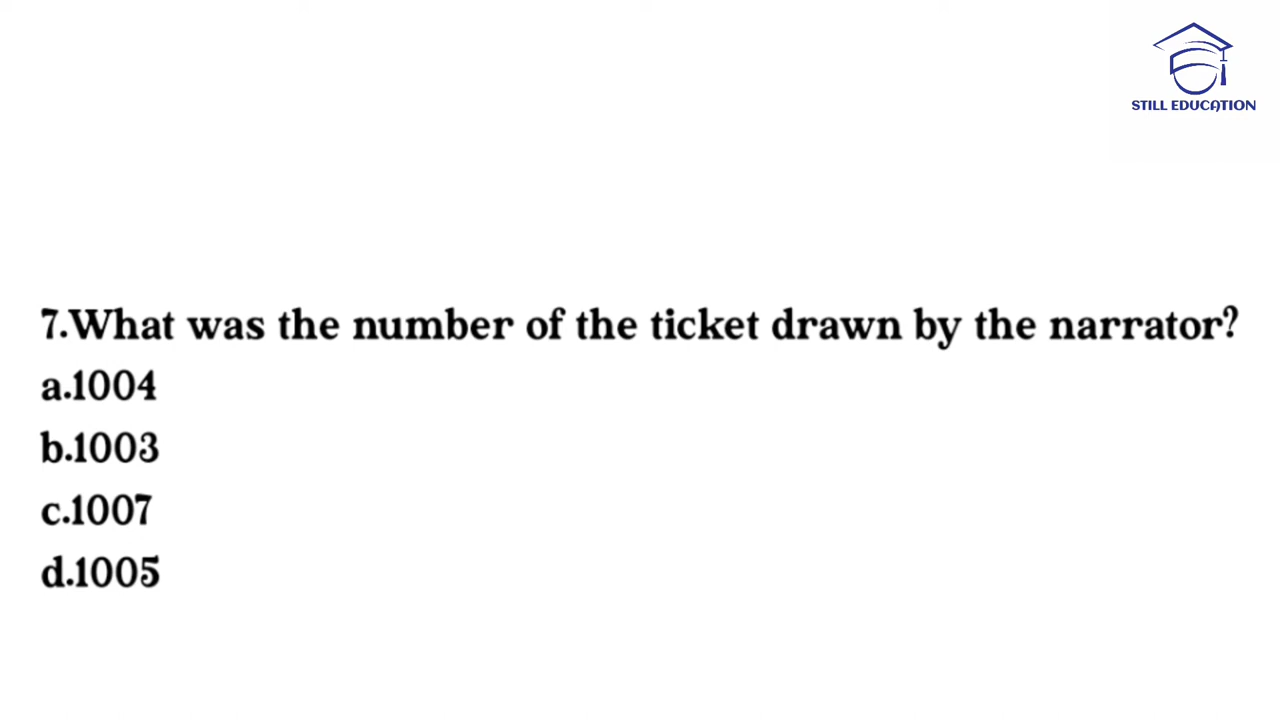 STILL EDUCATION
7.What was the number of the ticket drawn by the narrator?
a.1004
b.1003
c.1007
d.1005